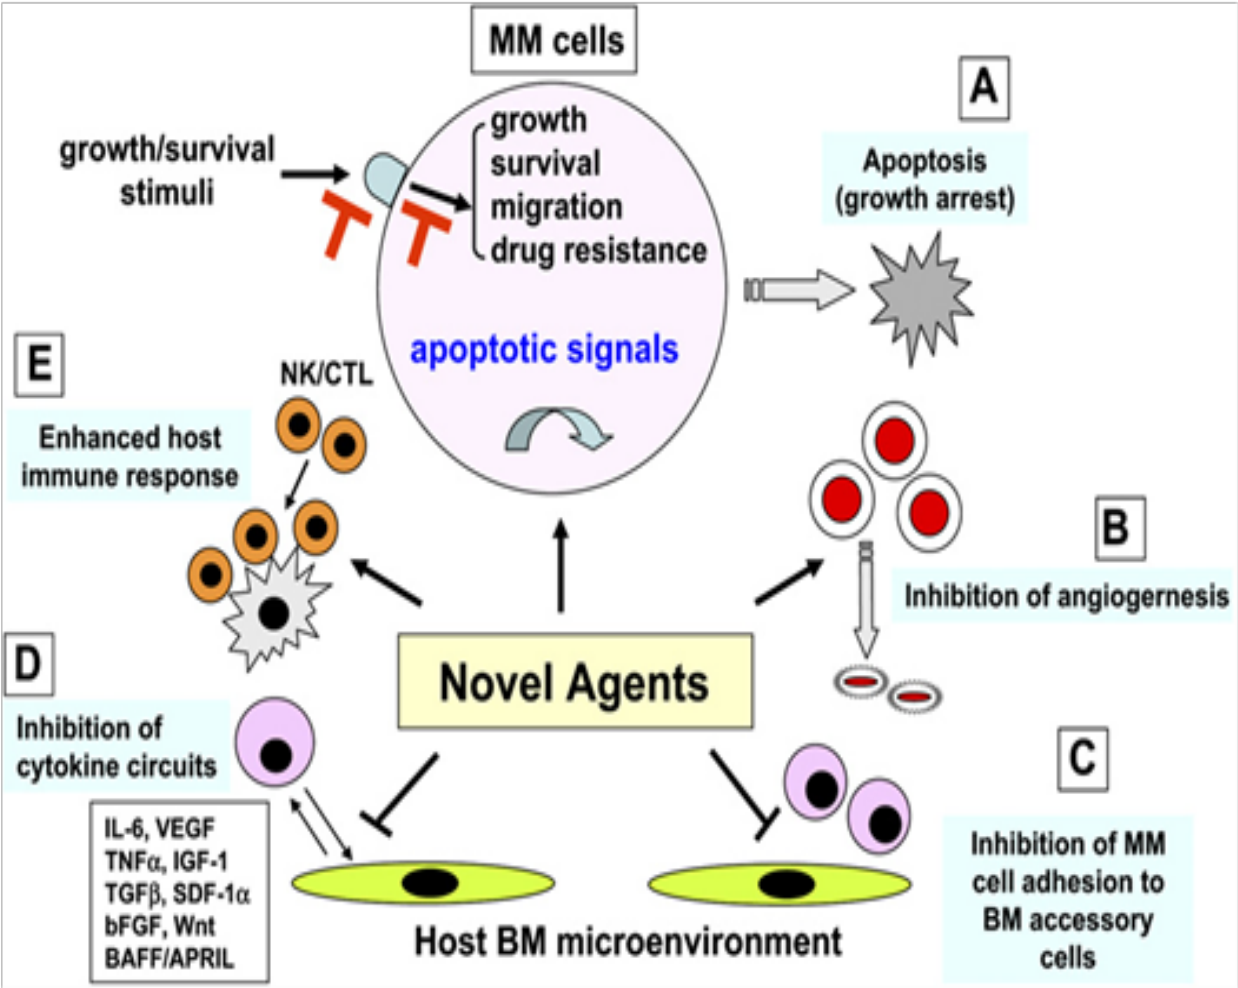 MM cells
growth/survival
stimuli
growth
survival
migration
drug resistance
apoptotic signals
A
Apoptosis
(growth arrest)
B
Inhibition of angiogernesis
C
Inhibition of MM
cell adhesion to
BM accessory
cells
D
Inhibition of
cytokine circuits
IL-6, VEGF
TNFα, IGF-1
TGFβ, SDF-1α
bFGF, Wnt
BAFF/APRIL
E
Enhanced host
immune response
NK/CTL
Novel Agents
Host BM microenvironment